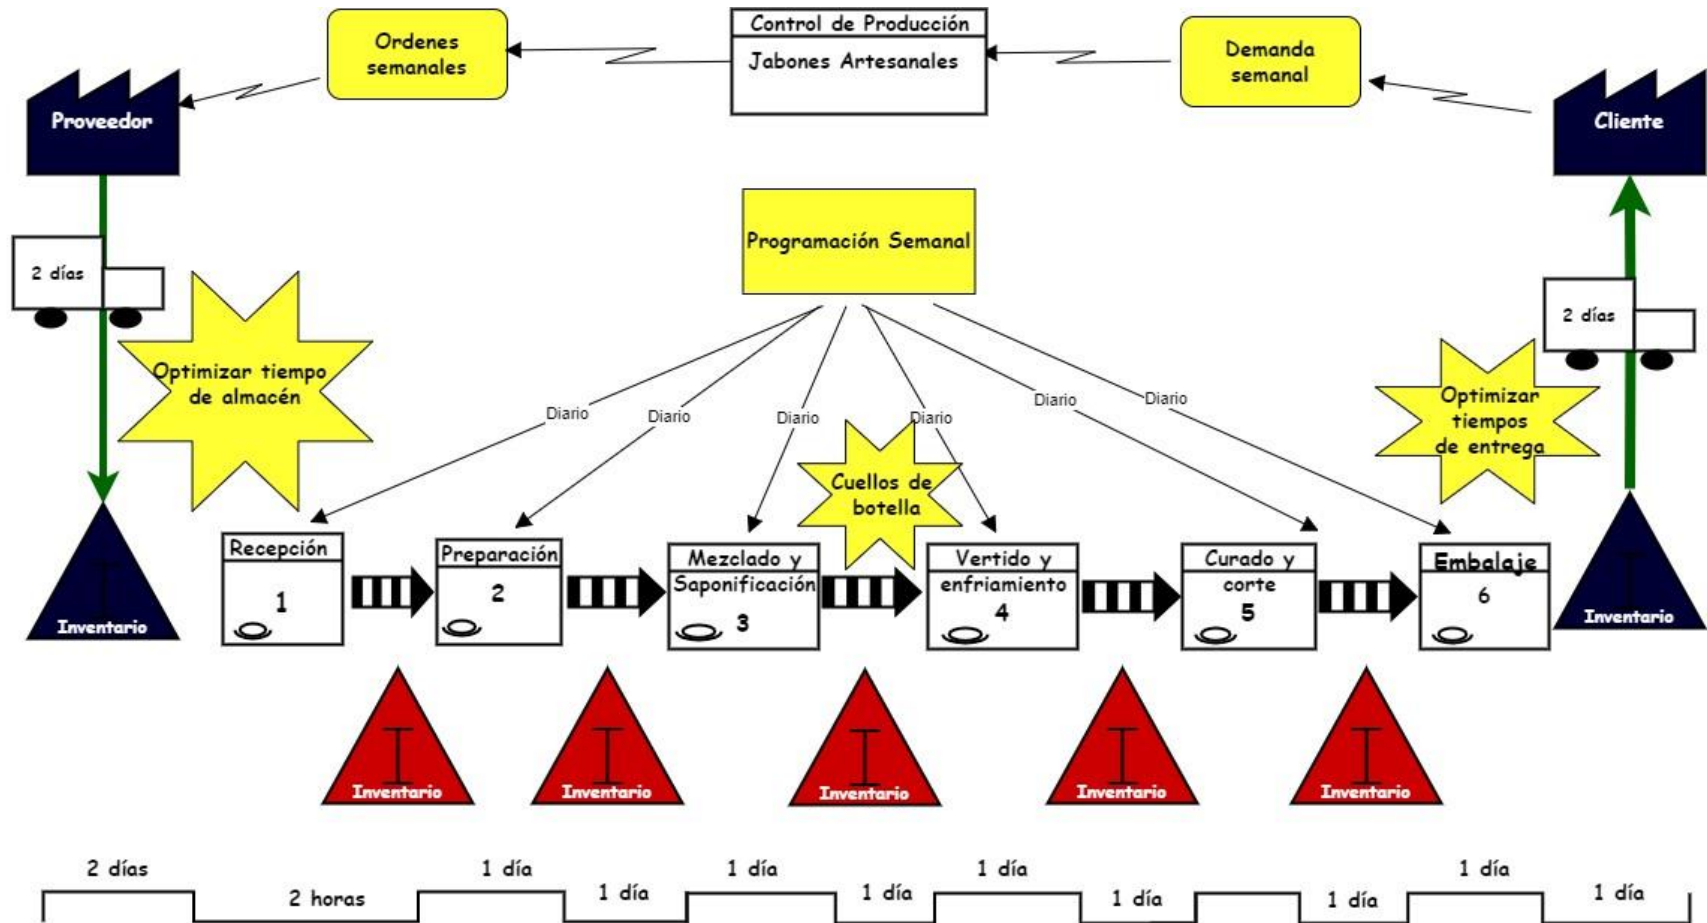 Control de Producción
Jabones Artesanales
Ordenes
semanales
Demanda
semanal
Proveedor
Cliente
Programación Semanal
2 días
2 días
Optimizar tiempo
de almacén
Optimizar
tiempos
de entrega
Diario
Diario
Diario
Diario
Diario
Diario
Cuellos de
botella
Recepción
1
Preparación
2
Mezclado y
Saponificación
3
Vertido y
enfriamiento
4
Curado y
corte
5
Embalaje
6
Inventario
Inventario
Inventario
Inventario
Inventario
Inventario
Inventario
2 días
2 horas
1 día
1 día
1 día
1 día
1 día
1 día
1 día
1 día
1 día